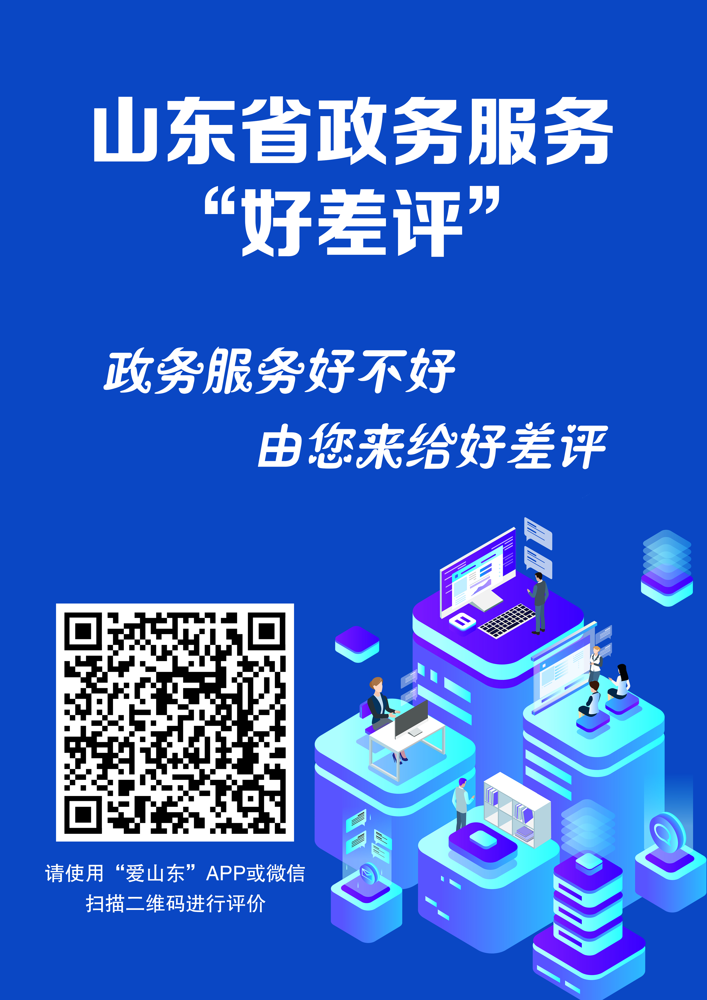 山东省政务服务
“好差评”
政务服务好不好
由您来给好差评
请使用“爱山东”APP或微信
扫描二维码进行评价